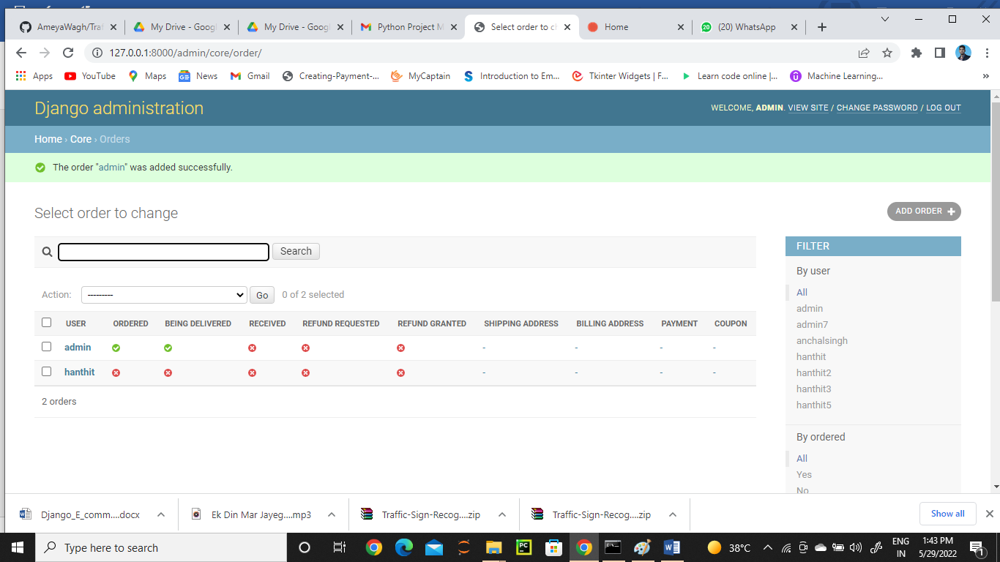 AmeyaWagh/Traf
My Drive - Googl
My Drive - Googl
Python Project M
Select order to ch
Home
(20) WhatsApp
127.0.0.1:8000/admin/core/order/
Apps
YouTube
Maps
News
Gmail
Creating-Payment-...
MyCaptain
Introduction to Em...
Tkinter Widgets | F...
Learn code online |...
Machine Learning...
»
Django administration
WELCOME, ADMIN. VIEW SITE / CHANGE PASSWORD / LOG OUT
Home › Core › Orders
The order "admin" was added successfully.
Select order to change
ADD ORDER +
Search
Action: --------- Go 0 of 2 selected
USER ORDERED BEING DELIVERED RECEIVED REFUND REQUESTED REFUND GRANTED SHIPPING ADDRESS BILLING ADDRESS PAYMENT COUPON
admin - - - -
hanthit - - - -
2 orders
FILTER
By user
All
admin
admin7
anchalsingh
hanthit
hanthit2
hanthit3
hanthit5
By ordered
All
Yes
No
Django_E_comm....docx
Ek Din Mar Jayeg....mp3
Traffic-Sign-Recog....zip
Traffic-Sign-Recog....zip
Show all
Type here to search
38°C
ENG
IN
1:43 PM
5/29/2022
1